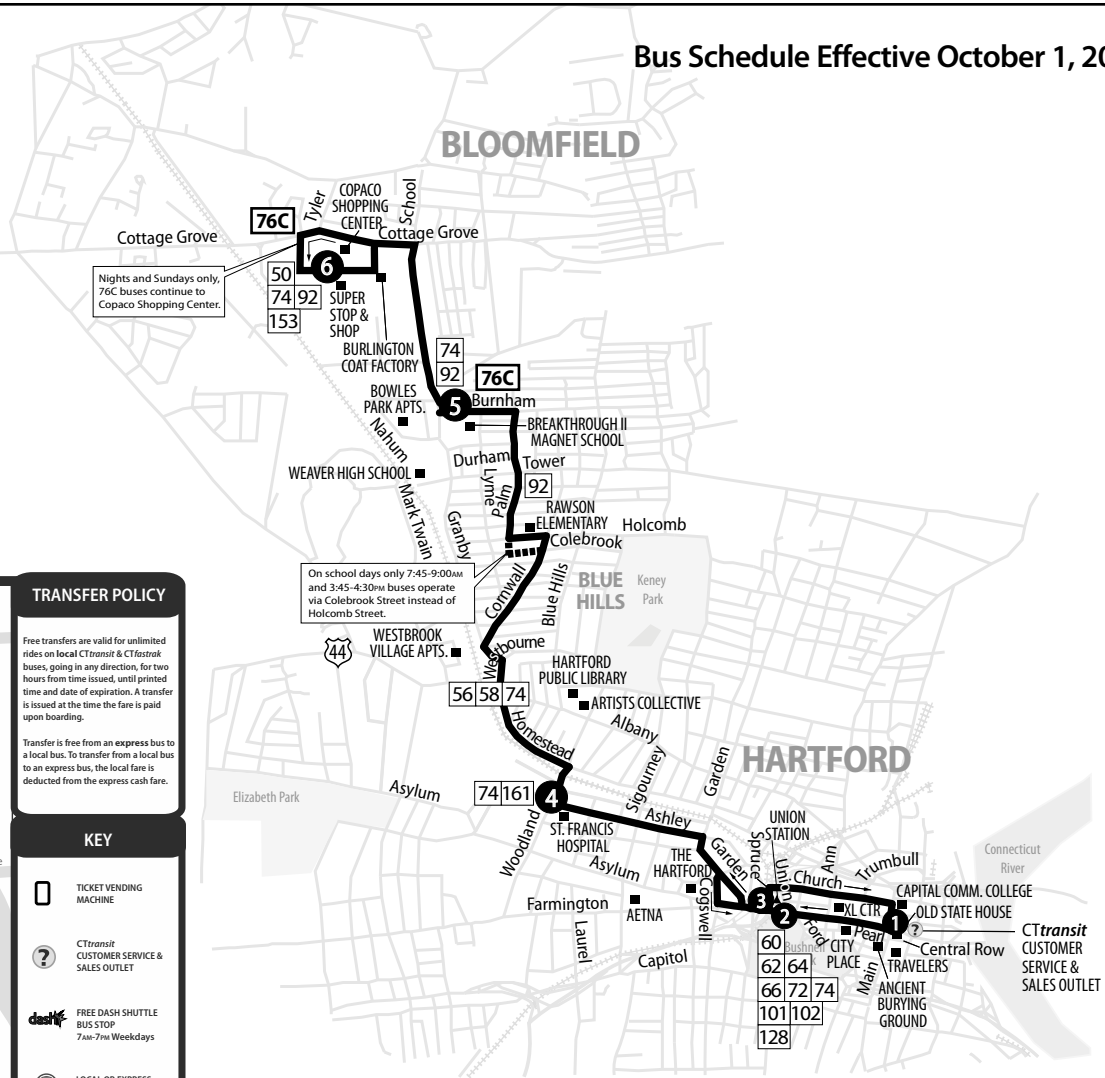 Bus Schedule Effective October 1, 20
BLOOMFIELD
Tyler
COPACO
SHOPPING
CENTER
School
76C
Cottage Grove
Cottage Grove
Nights and Sundays only,
76C buses continue to
Copaco Shopping Center.
6
50
74 92
153
SUPER
STOP &
SHOP
BURLINGTON
COAT FACTORY
74
92
76C
BOWLES
PARK APTS.
5
Burnham
BREAKTHROUGH II
MAGNET SCHOOL
Nahum
Durham
Tower
WEAVER HIGH SCHOOL
Lyme
Palm
92
Mark Twain
Granby
RAWSON
ELEMENTARY
Holcomb
Colebrook
On school days only 7:45-9:00AM
and 3:45-4:30PM buses operate
via Colebrook Street instead of
Holcomb Street.
Cornwall
Blue Hills
BLUE
HILLS
Keney
Park
44
WESTBROOK
VILLAGE APTS.
Westbourne
HARTFORD
PUBLIC LIBRARY
56 58 74
ARTISTS COLLECTIVE
Albany
Homestead
Sigourney
Garden
HARTFORD
Elizabeth Park
Asylum
74 161
4
Ashley
Woodland
ST. FRANCIS
HOSPITAL
UNION
STATION
Asylum
THE
HARTFORD
Garden
Spruce
Union
Ann
Church
Trumbull
Connecticut
River
Farmington
AETNA
Cogswell
3
2
XL CTR
1
CAPITAL COMM. COLLEGE
OLD STATE HOUSE
?
CTtransit
CUSTOMER
SERVICE &
SALES OUTLET
Laurel
Capitol
Ford
CITY
PLACE
Pearl
Main
Central Row
TRAVELERS
ANCIENT
BURYING
GROUND
60
62 64
66 72 74
101 102
128
TRANSFER POLICY
Free transfers are valid for unlimited
rides on local CTtransit & CTfastrak
buses, going in any direction, for two
hours from time issued, until printed
time and date of expiration. A transfer
is issued at the time the fare is paid
upon boarding.
Transfer is free from an express bus to
a local bus. To transfer from a local bus
to an express bus, the local fare is
deducted from the express cash fare.
KEY
TICKET VENDING
MACHINE
?
CTtransit
CUSTOMER SERVICE &
SALES OUTLET
dash
FREE DASH SHUTTLE
BUS STOP
7AM-7PM Weekdays